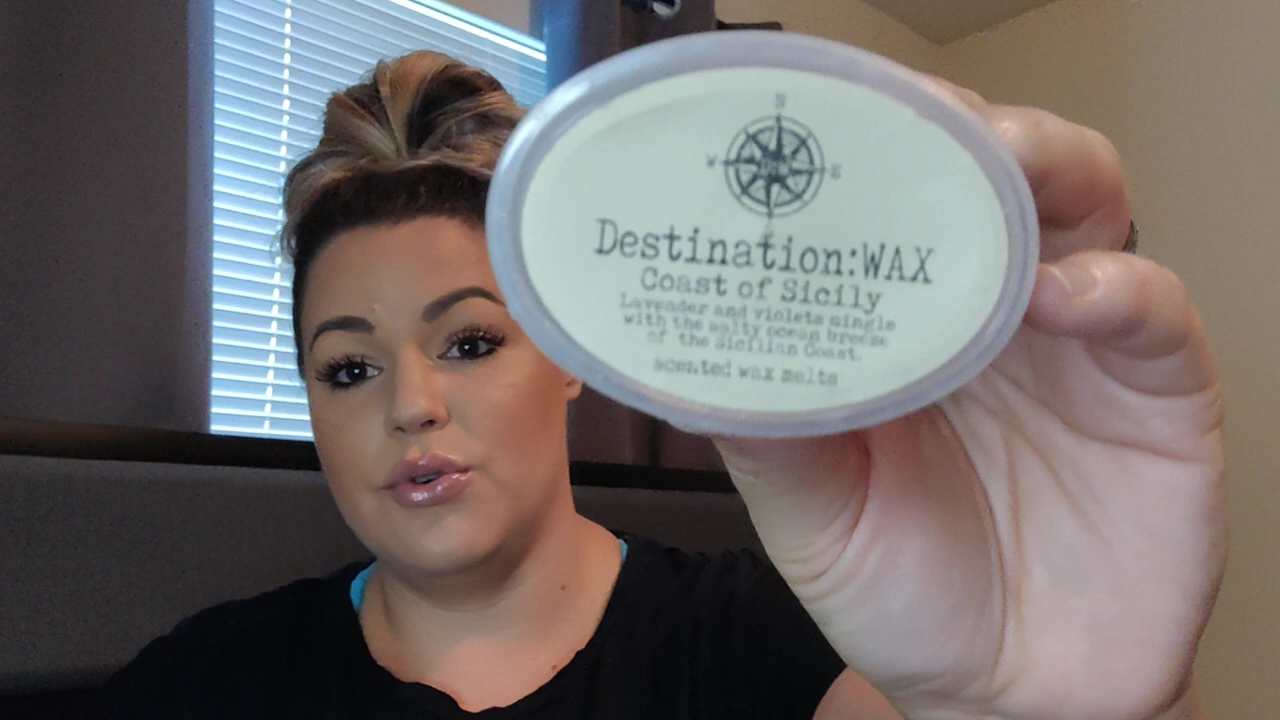 N
W E
Destination:WAX
Coast of Sicily
Lavender and violets mingle
with the salty ocean breeze
of the Sicilian Coast.
scented wax melts